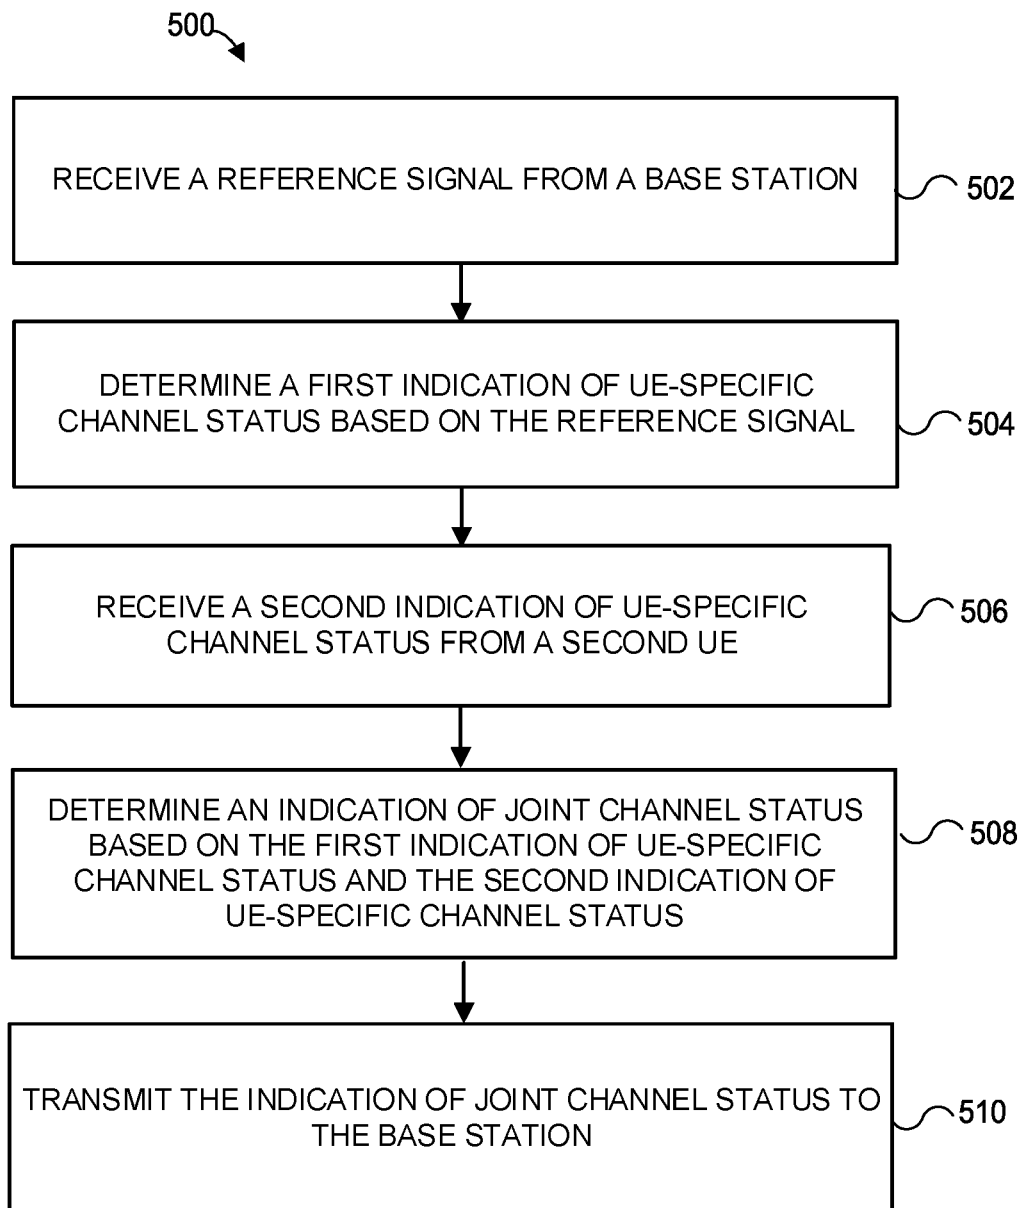 500
RECEIVE A REFERENCE SIGNAL FROM A BASE STATION
502
DETERMINE A FIRST INDICATION OF UE-SPECIFIC
CHANNEL STATUS BASED ON THE REFERENCE SIGNAL
504
RECEIVE A SECOND INDICATION OF UE-SPECIFIC
CHANNEL STATUS FROM A SECOND UE
506
DETERMINE AN INDICATION OF JOINT CHANNEL STATUS
BASED ON THE FIRST INDICATION OF UE-SPECIFIC
CHANNEL STATUS AND THE SECOND INDICATION OF
UE-SPECIFIC CHANNEL STATUS
508
TRANSMIT THE INDICATION OF JOINT CHANNEL STATUS TO
THE BASE STATION
510